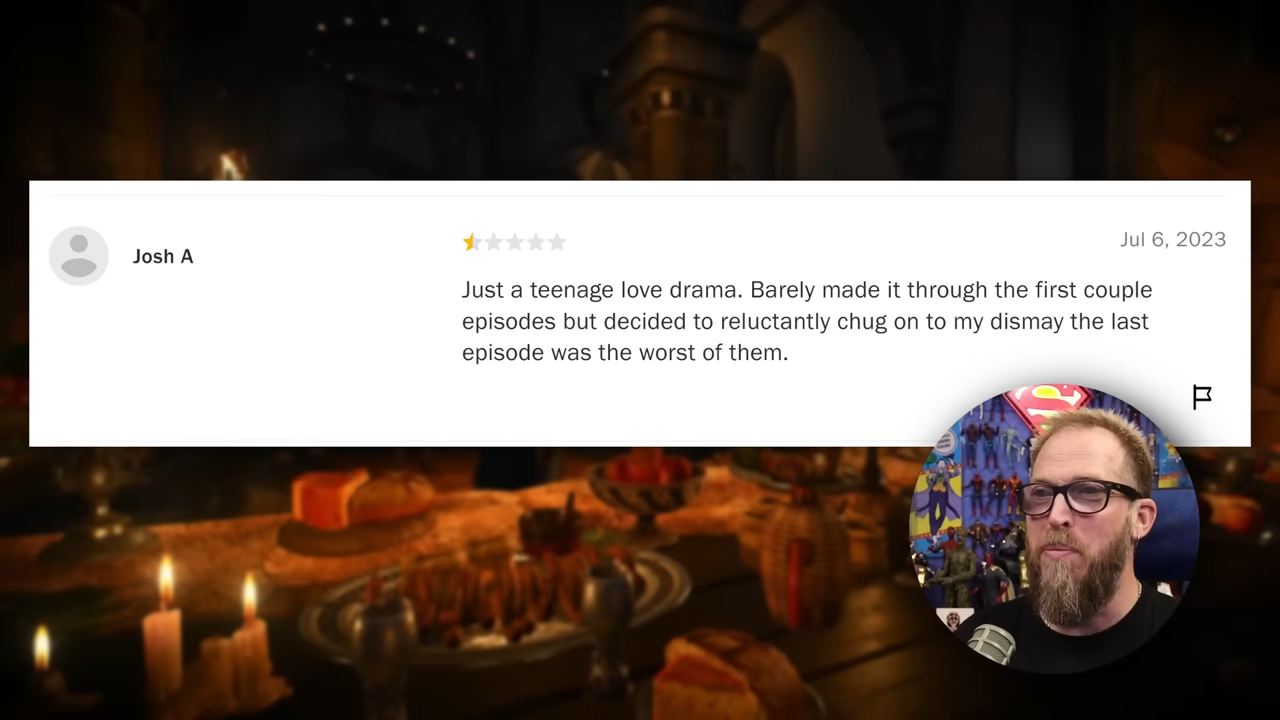 Josh A
Jul 6, 2023
Just a teenage love drama. Barely made it through the first couple
episodes but decided to reluctantly chug on to my dismay the last
episode was the worst of them.